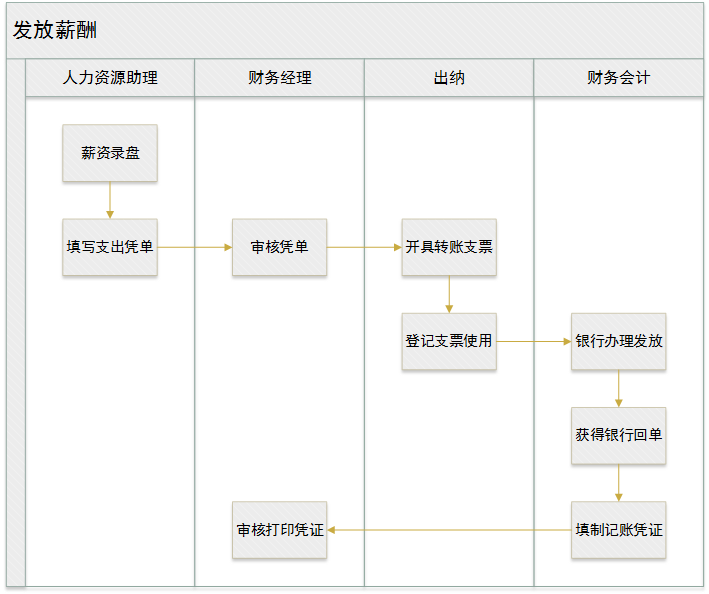 发放薪酬
人力资源助理
财务经理
出纳
财务会计
薪资录盘
填写支出凭单
审核凭单
开具转账支票
登记支票使用
银行办理发放
获得银行回单
审核打印凭证
填制记账凭证